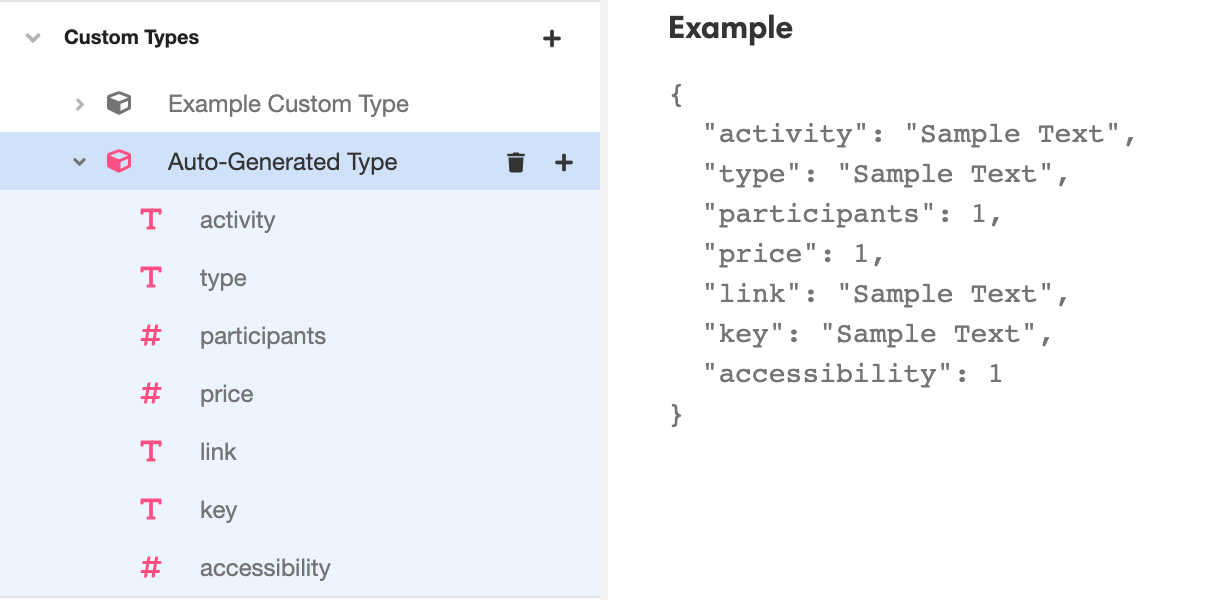 Custom Types
Example Custom Type
Auto-Generated Type
T activity
T type
# participants
# price
T link
T key
# accessibility
Example
{
"activity": "Sample Text",
"type": "Sample Text",
"participants": 1,
"price": 1,
"link": "Sample Text",
"key": "Sample Text",
"accessibility": 1
}